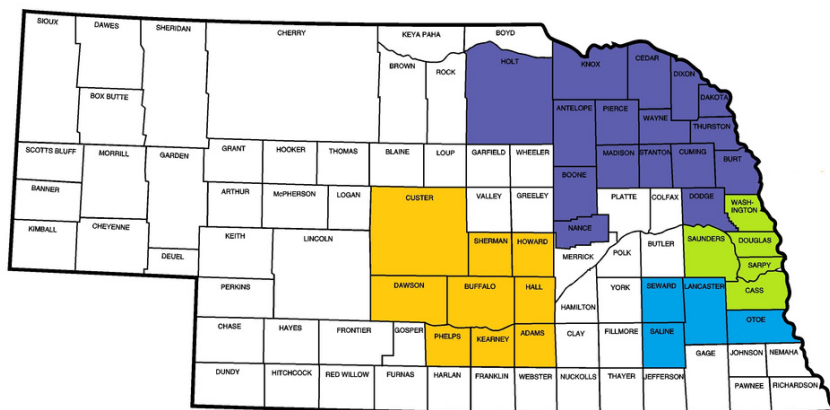 SIOUX
DAWES
SHERIDAN
CHERRY
KEYA PAHA
BOYD
BROWN
ROCK
HOLT
KNOX
CEDAR
DIXON
DAKOTA
BOX BUTTE
ANTELOPE
PIERCE
WAYNE
THURSTON
SCOTTS BLUFF
MORRILL
GARDEN
GRANT
HOOKER
THOMAS
BLAINE
LOUP
GARFIELD
WHEELER
MADISON
STANTON
CUMING
BURT
BOONE
BANNER
ARTHUR
McPHERSON
LOGAN
CUSTER
VALLEY
GREELEY
PLATTE
COLFAX
DODGE
WASH-
INGTON
KIMBALL
CHEYENNE
DEUEL
KEITH
LINCOLN
SHERMAN
HOWARD
NANCE
MERRICK
POLK
BUTLER
SAUNDERS
DOUGLAS
SARPY
PERKINS
DAWSON
BUFFALO
HALL
HAMILTON
YORK
SEWARD
LANCASTER
CASS
OTOE
CHASE
HAYES
FRONTIER
GOSPER
PHELPS
KEARNEY
ADAMS
CLAY
FILLMORE
SALINE
GAGE
JOHNSON
NEMAHA
DUNDY
HITCHCOCK
RED WILLOW
FURNAS
HARLAN
FRANKLIN
WEBSTER
NUCKOLLS
THAYER
JEFFERSON
PAWNEE
RICHARDSON